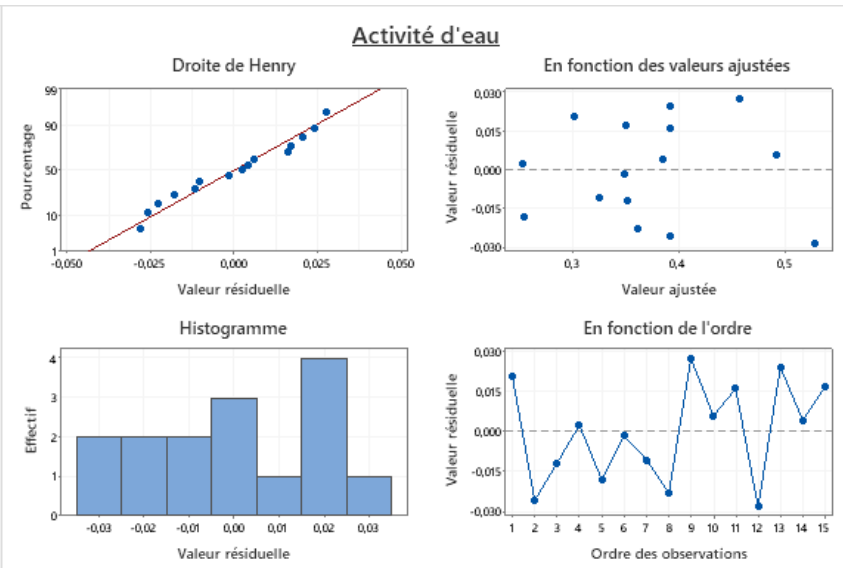 Activité d'eau
Droite de Henry
99
90
50
10
1
Pourcentage
-0,050 -0,025 0,000 0,025 0,050
Valeur résiduelle
En fonction des valeurs ajustées
0,030
0,015
0,000
-0,015
-0,030
Valeur résiduelle
0,3 0,4 0,5
Valeur ajustée
Histogramme
4
3
2
1
0
Effectif
-0,03 -0,02 -0,01 0,00 0,01 0,02 0,03
Valeur résiduelle
En fonction de l'ordre
0,030
0,015
0,000
-0,015
-0,030
Valeur résiduelle
1 2 3 4 5 6 7 8 9 10 11 12 13 14 15
Ordre des observations